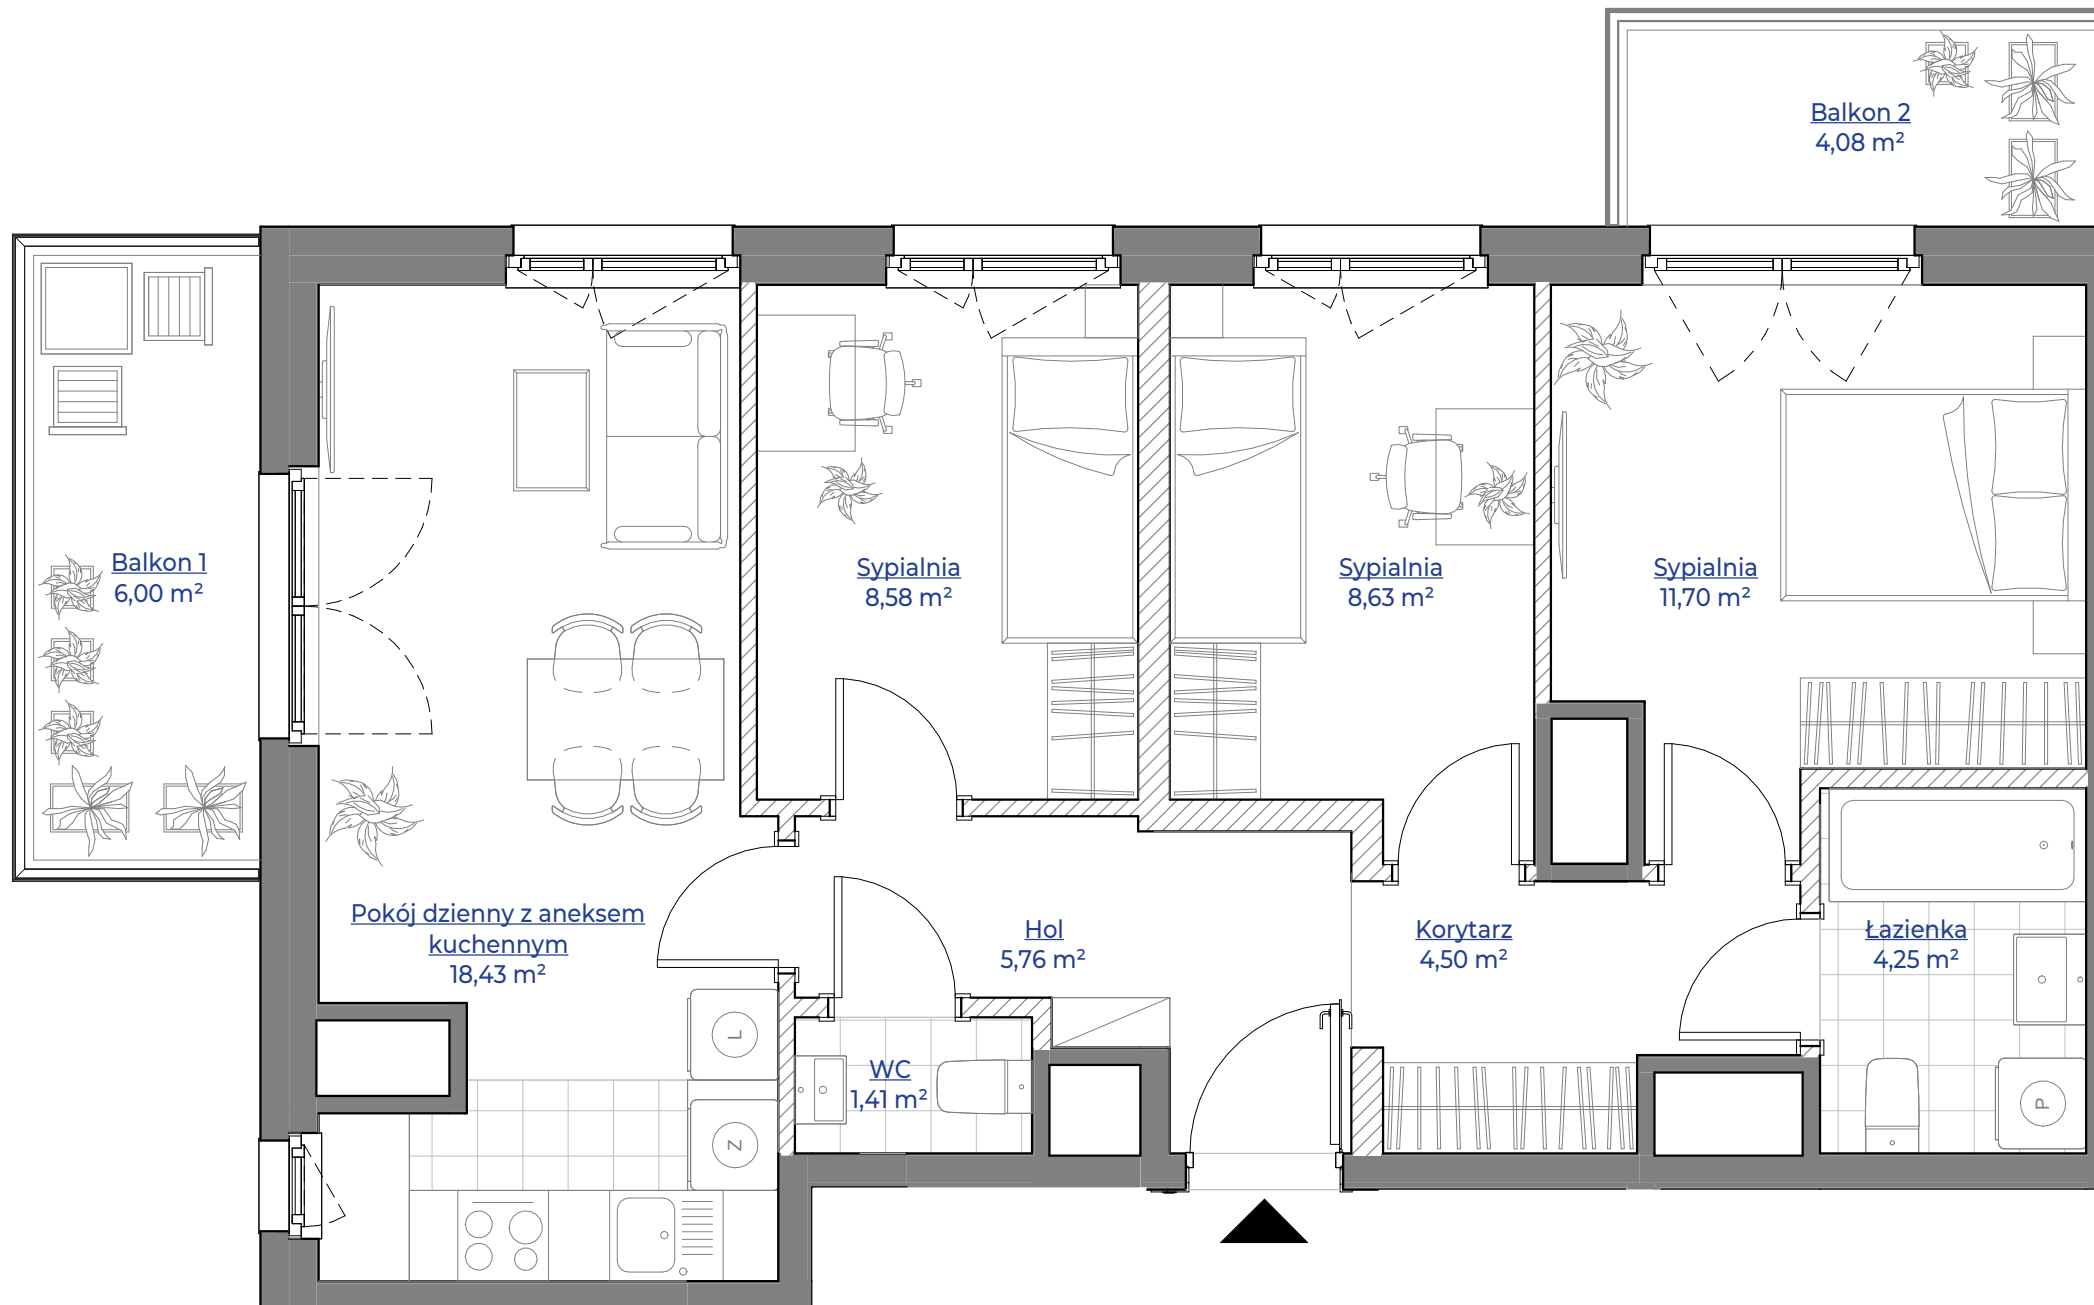 Balkon 2
4,08 m²
Balkon 1
6,00 m²
Sypialnia
8,58 m²
Sypialnia
8,63 m²
Sypialnia
11,70 m²
Pokój dzienny z aneksem
kuchennym
18,43 m²
Hol
5,76 m²
Korytarz
4,50 m²
Łazienka
4,25 m²
WC
1,41 m²
L
Z
P